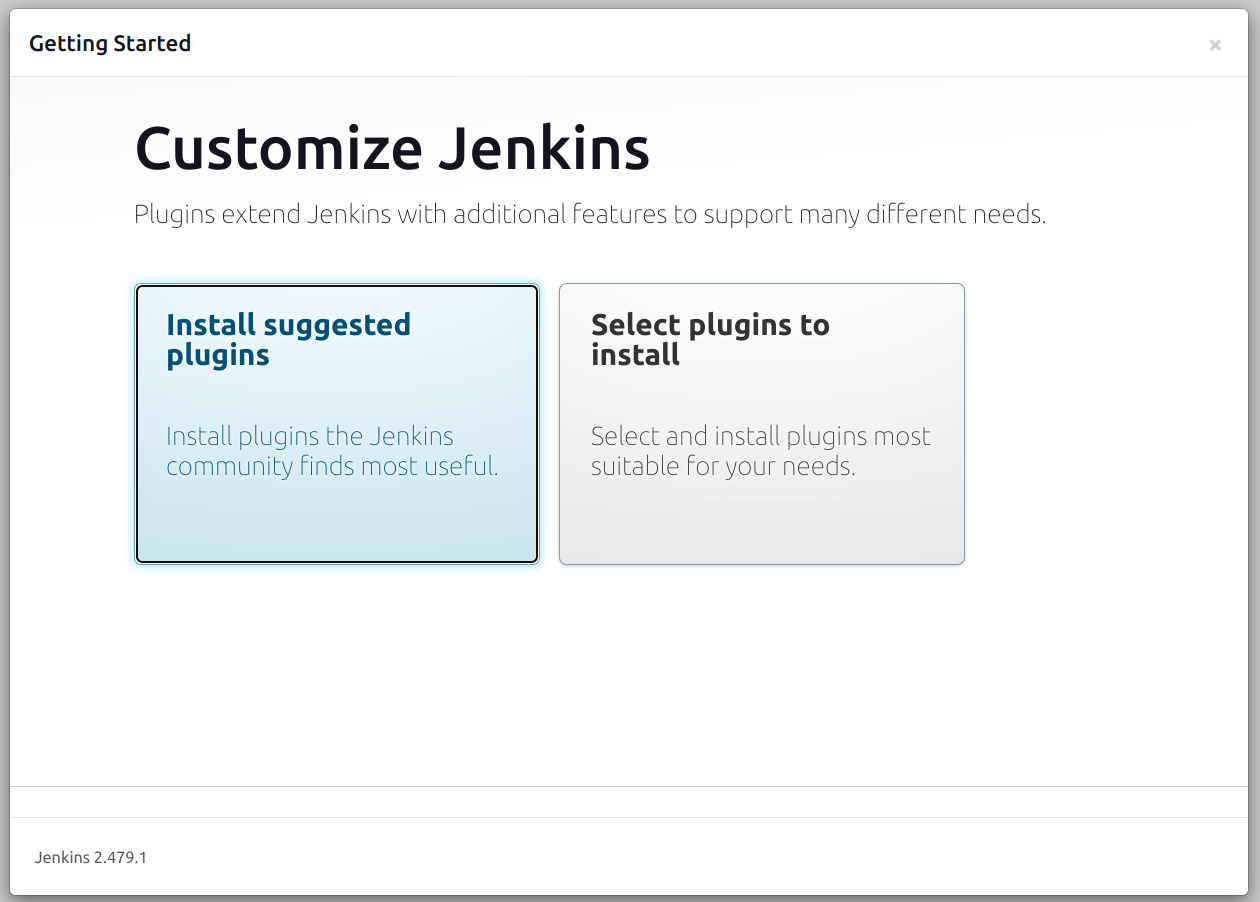 Getting Started
Customize Jenkins
Plugins extend Jenkins with additional features to support many different needs.
Install suggested
plugins
Install plugins the Jenkins
community finds most useful.
Select plugins to
install
Select and install plugins most
suitable for your needs.
Jenkins 2.479.1